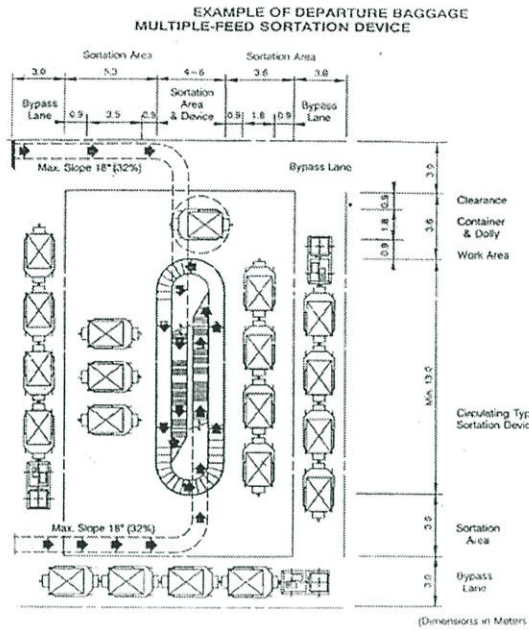 EXAMPLE OF DEPARTURE BAGGAGE
MULTIPLE-FEED SORTATION DEVICE
Sortation Area
Sortation Area
3.0
5.3
4-6
3.6
3.0
Bypass
Lane
0.9
3.5
0.9
Sortation
Area
& Device
0.9
1.8
0.9
Bypass
Lane
Max. Slope 18° (32%)
Bypass Lane
3.0
Clearance
0.9
Container
& Dolly
1.8
3.6
Work Area
0.9
Min. 13.0
Circulating Typ
Sortation Devic
Max. Slope 18° (32%)
3.6
Sortation
Area
3.0
Bypass
Lane
(Dimensions in Meters